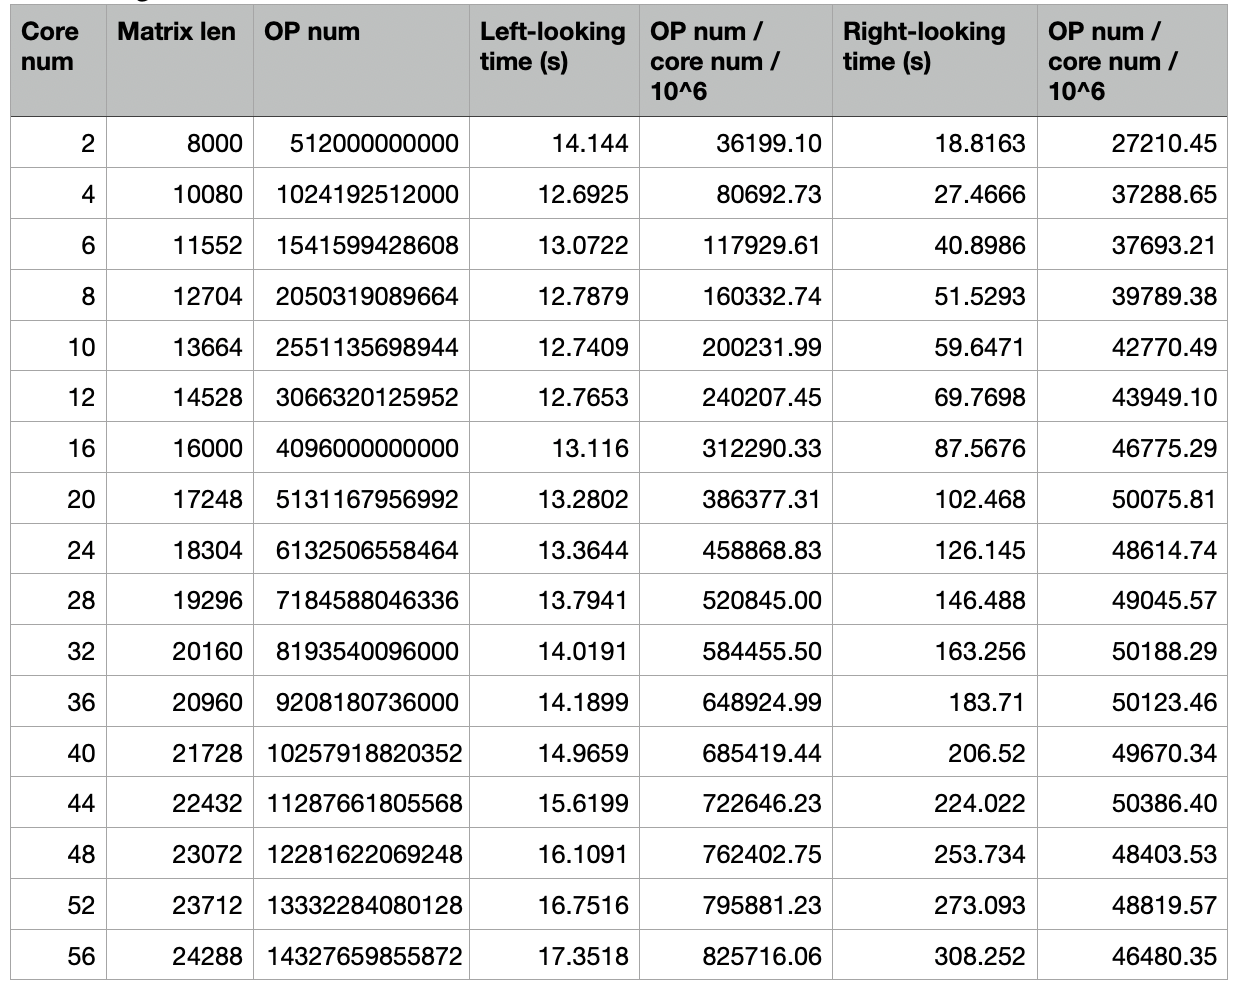 Core num | Matrix len | OP num | Left-looking time (s) | OP num / core num / 10^6 | Right-looking time (s) | OP num / core num / 10^6
2 | 8000 | 512000000000 | 14.144 | 36199.10 | 18.8163 | 27210.45
4 | 10080 | 1024192512000 | 12.6925 | 80692.73 | 27.4666 | 37288.65
6 | 11552 | 1541599428608 | 13.0722 | 117929.61 | 40.8986 | 37693.21
8 | 12704 | 2050319089664 | 12.7879 | 160332.74 | 51.5293 | 39789.38
10 | 13664 | 2551135698944 | 12.7409 | 200231.99 | 59.6471 | 42770.49
12 | 14528 | 3066320125952 | 12.7653 | 240207.45 | 69.7698 | 43949.10
16 | 16000 | 4096000000000 | 13.116 | 312290.33 | 87.5676 | 46775.29
20 | 17248 | 5131167956992 | 13.2802 | 386377.31 | 102.468 | 50075.81
24 | 18304 | 6132506558464 | 13.3644 | 458868.83 | 126.145 | 48614.74
28 | 19296 | 7184588046336 | 13.7941 | 520845.00 | 146.488 | 49045.57
32 | 20160 | 8193540096000 | 14.0191 | 584455.50 | 163.256 | 50188.29
36 | 20960 | 9208180736000 | 14.1899 | 648924.99 | 183.71 | 50123.46
40 | 21728 | 10257918820352 | 14.9659 | 685419.44 | 206.52 | 49670.34
44 | 22432 | 11287661805568 | 15.6199 | 722646.23 | 224.022 | 50386.40
48 | 23072 | 12281622069248 | 16.1091 | 762402.75 | 253.734 | 48403.53
52 | 23712 | 13332284080128 | 16.7516 | 795881.23 | 273.093 | 48819.57
56 | 24288 | 14327659855872 | 17.3518 | 825716.06 | 308.252 | 46480.35